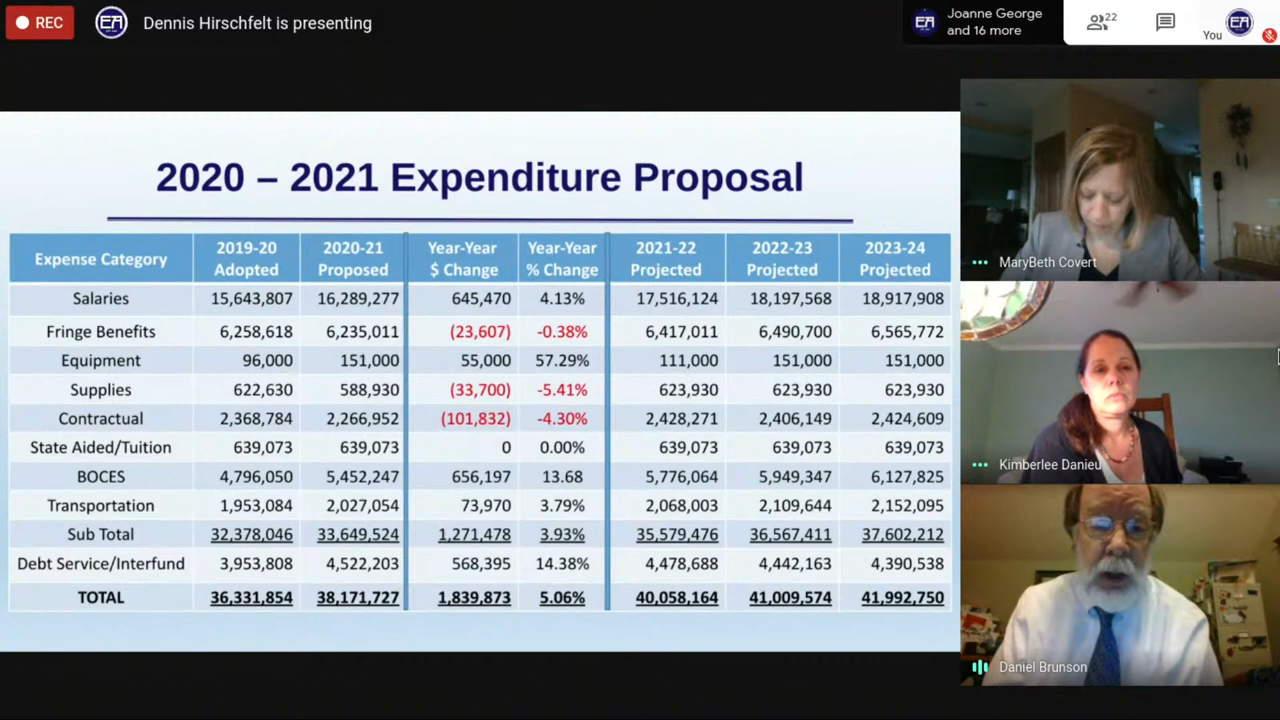 REC
EA
Dennis Hirschfelt is presenting
EA
Joanne George
and 16 more
22
You
EA
2020 – 2021 Expenditure Proposal
Expense Category 2019-20 Adopted 2020-21 Proposed Year-Year $ Change Year-Year % Change 2021-22 Projected 2022-23 Projected 2023-24 Projected
Salaries 15,643,807 16,289,277 645,470 4.13% 17,516,124 18,197,568 18,917,908
Fringe Benefits 6,258,618 6,235,011 (23,607) -0.38% 6,417,011 6,490,700 6,565,772
Equipment 96,000 151,000 55,000 57.29% 111,000 151,000 151,000
Supplies 622,630 588,930 (33,700) -5.41% 623,930 623,930 623,930
Contractual 2,368,784 2,266,952 (101,832) -4.30% 2,428,271 2,406,149 2,424,609
State Aided/Tuition 639,073 639,073 0 0.00% 639,073 639,073 639,073
BOCES 4,796,050 5,452,247 656,197 13.68 5,776,064 5,949,347 6,127,825
Transportation 1,953,084 2,027,054 73,970 3.79% 2,068,003 2,109,644 2,152,095
Sub Total 32,378,046 33,649,524 1,271,478 3.93% 35,579,476 36,567,411 37,602,212
Debt Service/Interfund 3,953,808 4,522,203 568,395 14.38% 4,478,688 4,442,163 4,390,538
TOTAL 36,331,854 38,171,727 1,839,873 5.06% 40,058,164 41,009,574 41,992,750
MaryBeth Covert
Kimberlee Danieu
Daniel Brunson